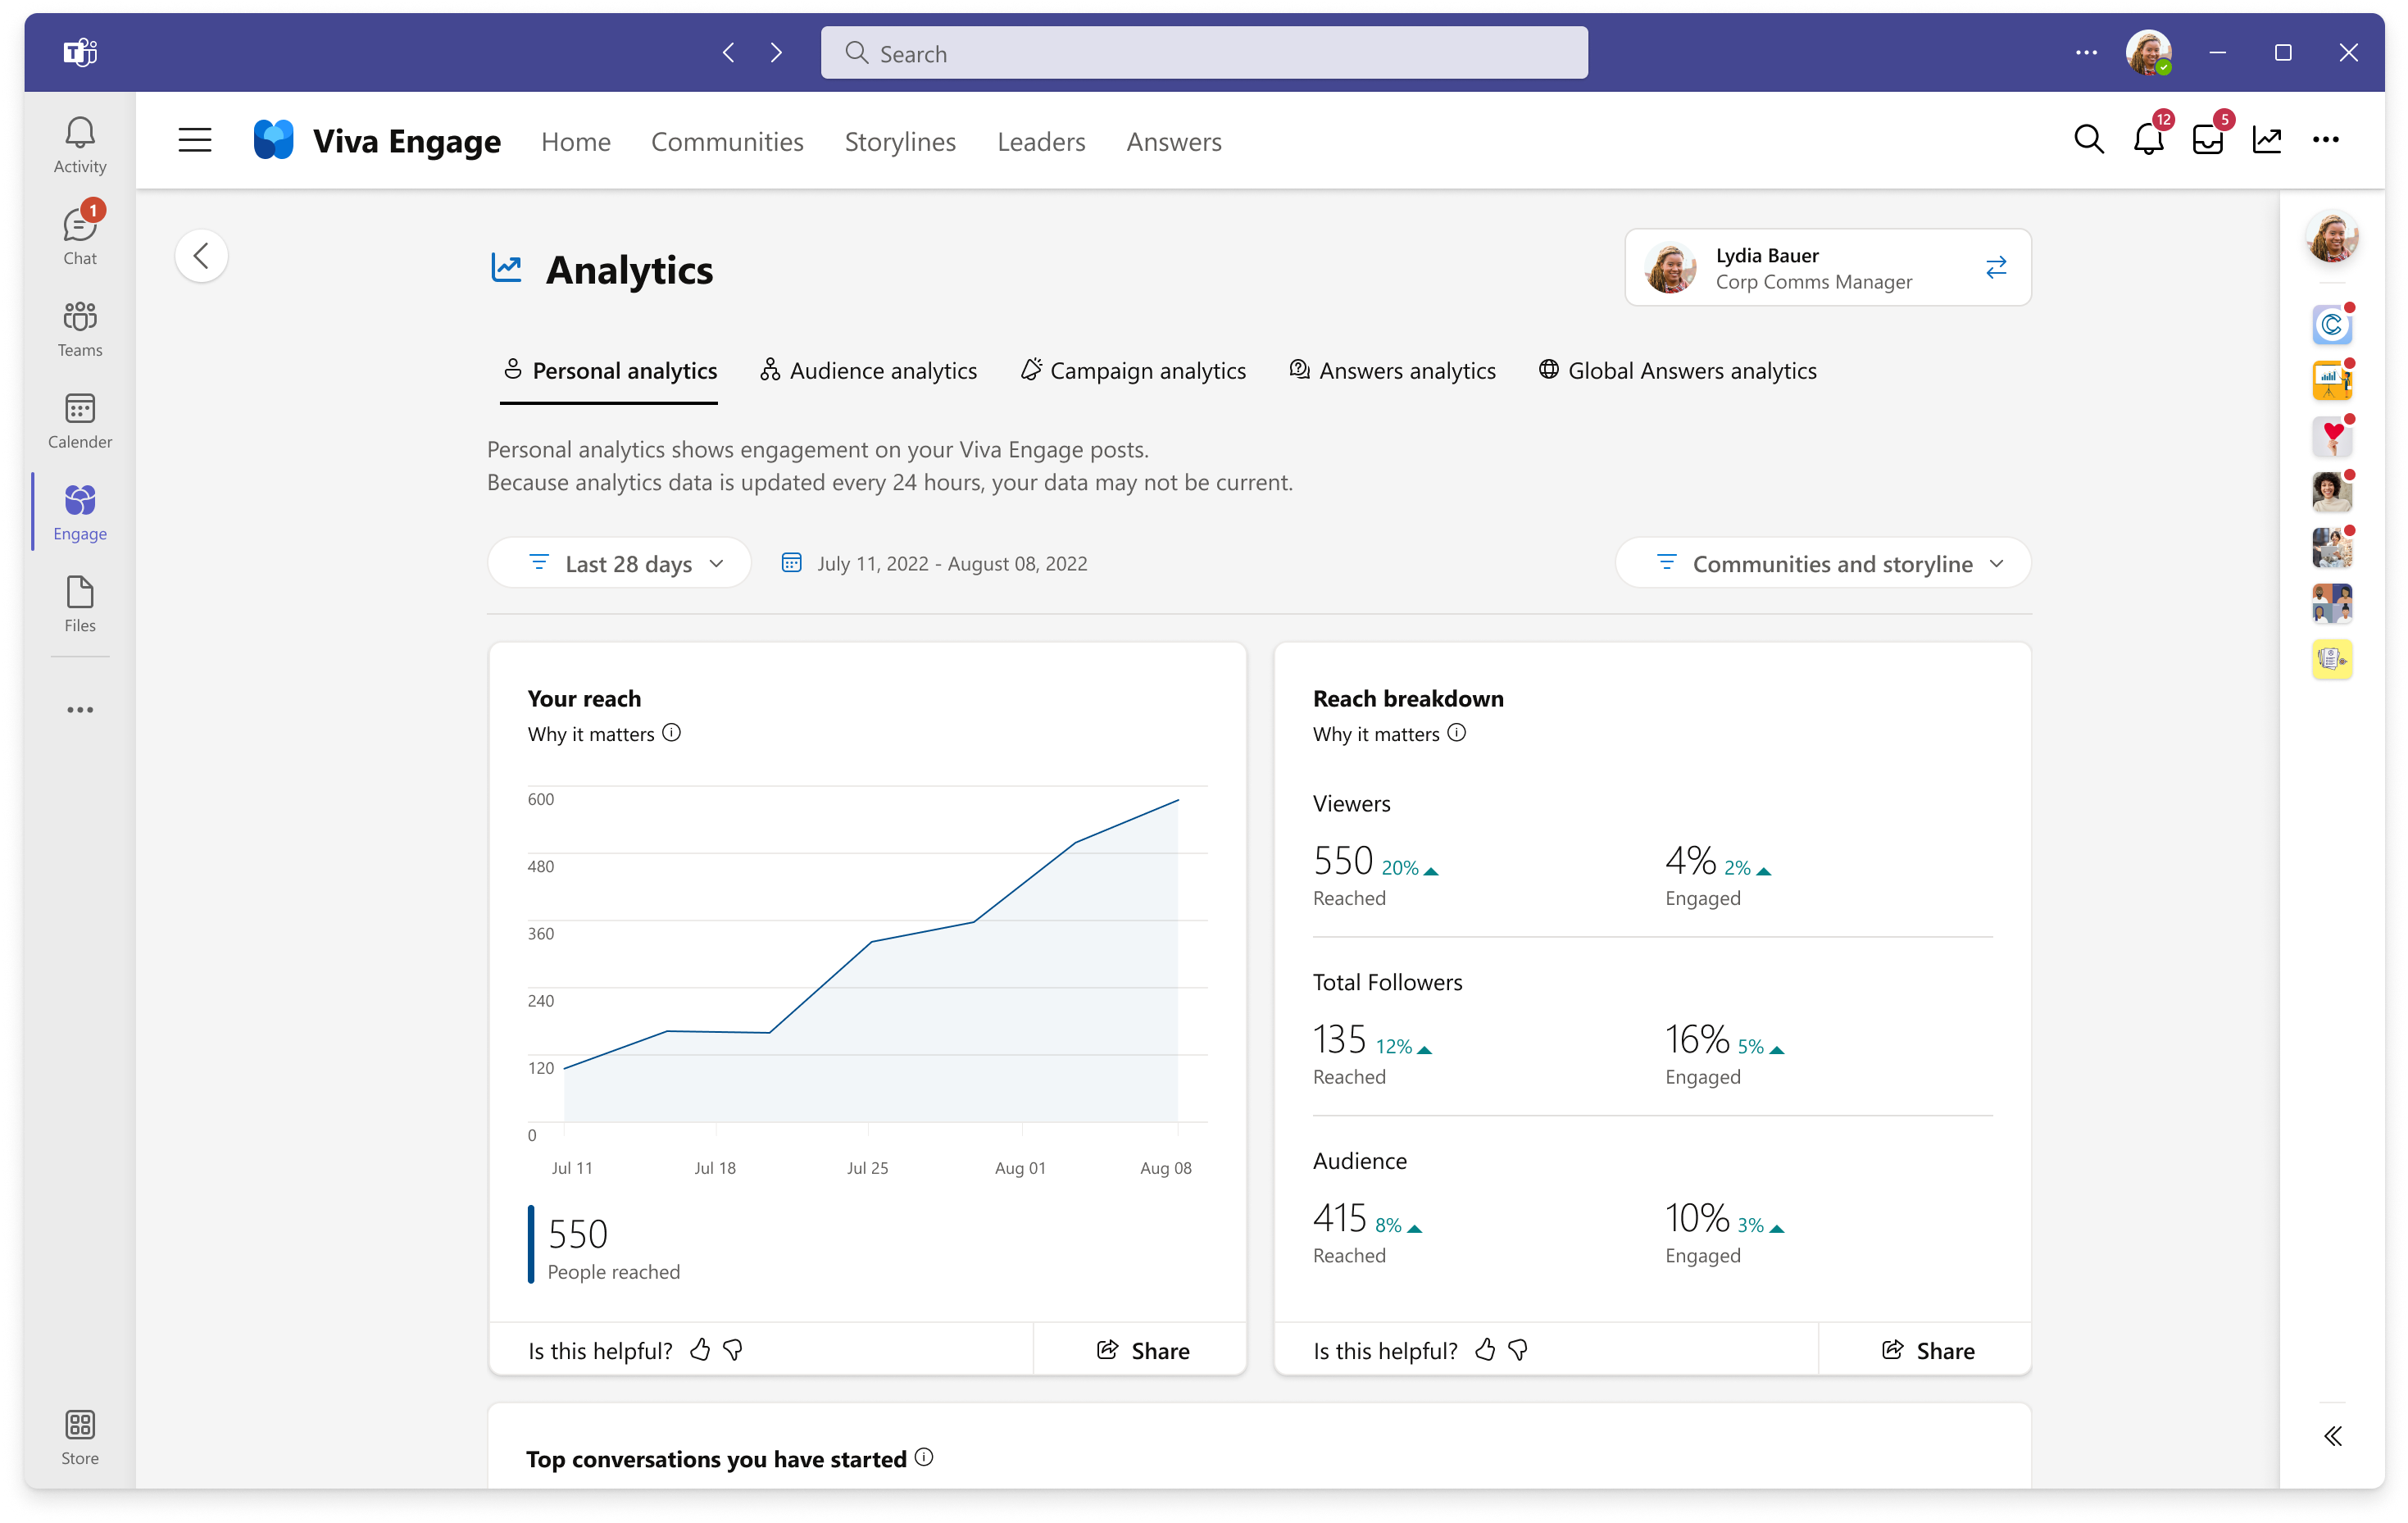 Search
Activity
1
Chat
Teams
Calender
Engage
Files
Store
Viva Engage
Home
Communities
Storylines
Leaders
Answers
12
5
Analytics
Lydia Bauer
Corp Comms Manager
Personal analytics
Audience analytics
Campaign analytics
Answers analytics
Global Answers analytics
Personal analytics shows engagement on your Viva Engage posts.
Because analytics data is updated every 24 hours, your data may not be current.
Last 28 days
July 11, 2022 - August 08, 2022
Communities and storyline
Your reach
Why it matters
600
480
360
240
120
0
Jul 11
Jul 18
Jul 25
Aug 01
Aug 08
550
People reached
Is this helpful?
Share
Reach breakdown
Why it matters
Viewers
550 20%
Reached
4% 2%
Engaged
Total Followers
135 12%
Reached
16% 5%
Engaged
Audience
415 8%
Reached
10% 3%
Engaged
Is this helpful?
Share
Top conversations you have started